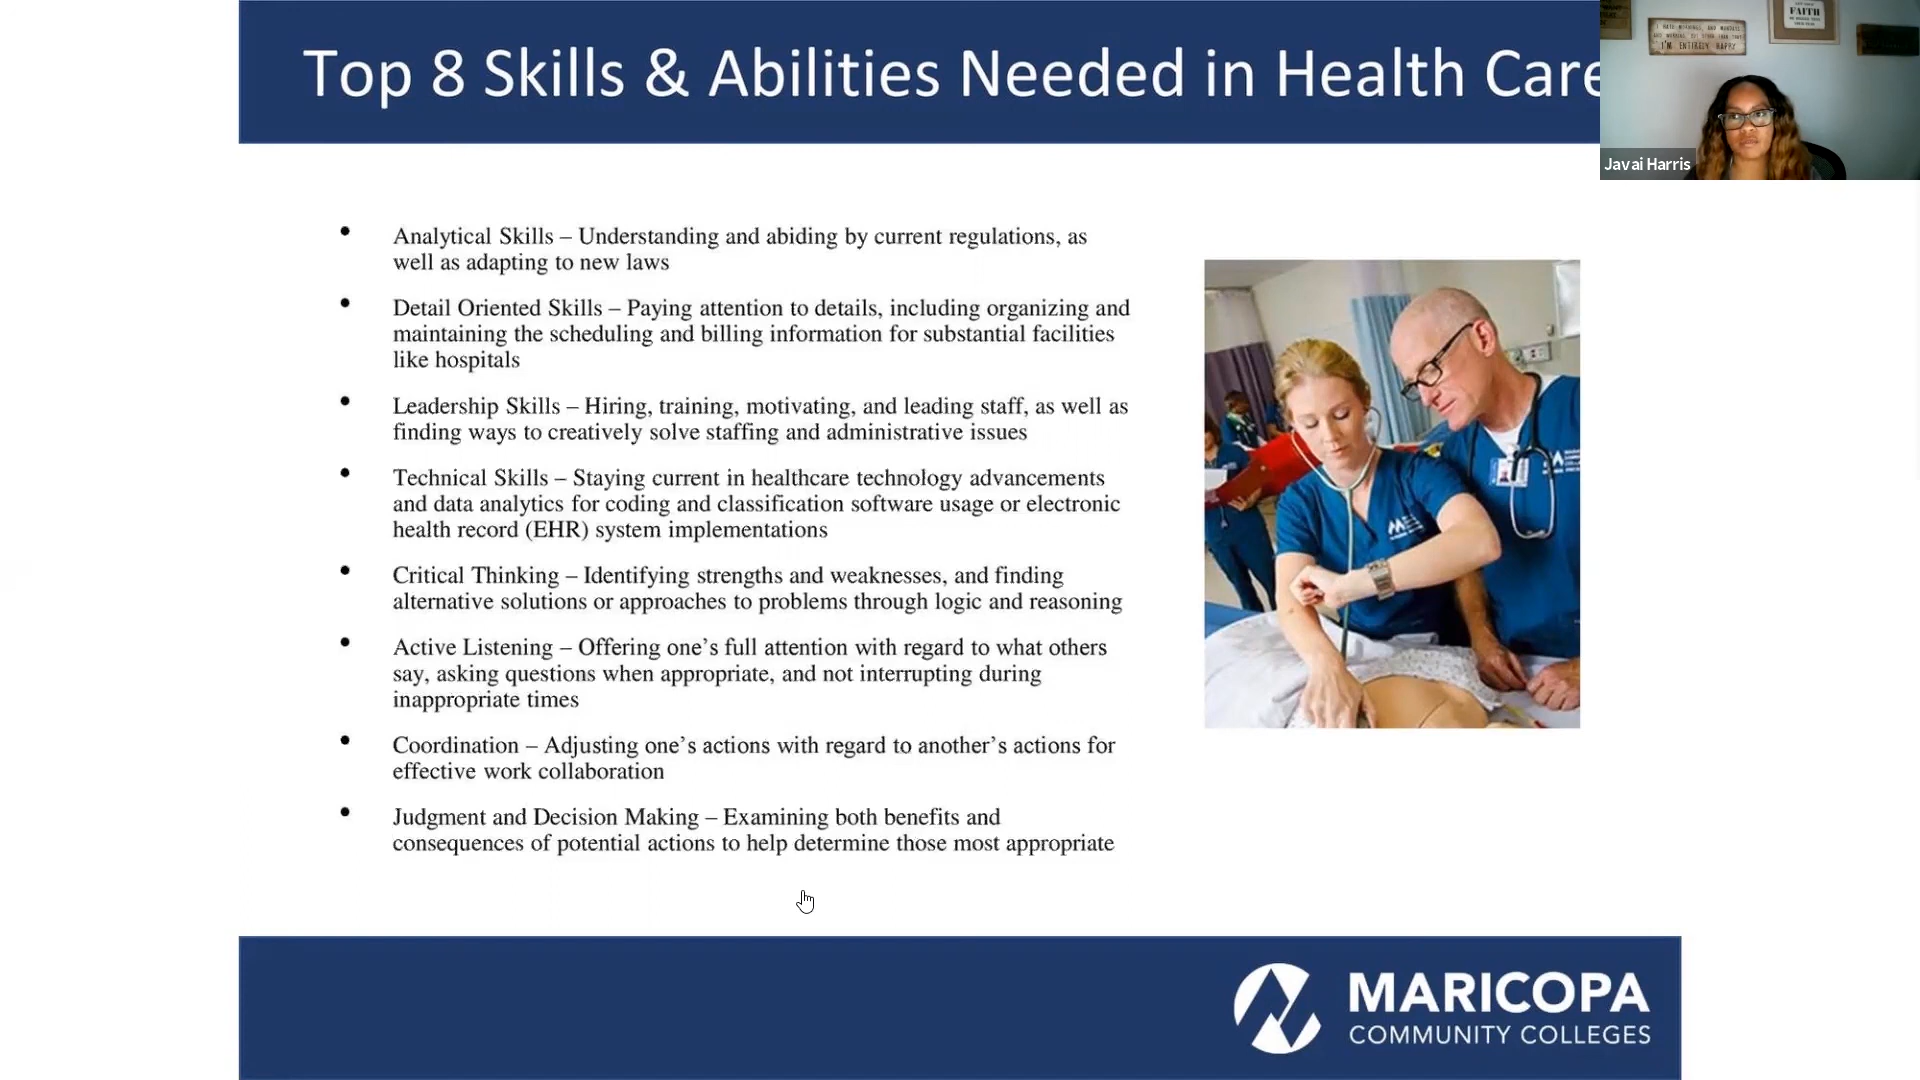 Top 8 Skills & Abilities Needed in Health Care
FAITH
I'M ENTIRELY HAPPY
Javai Harris
• Analytical Skills – Understanding and abiding by current regulations, as
well as adapting to new laws
• Detail Oriented Skills – Paying attention to details, including organizing and
maintaining the scheduling and billing information for substantial facilities
like hospitals
• Leadership Skills – Hiring, training, motivating, and leading staff, as well as
finding ways to creatively solve staffing and administrative issues
• Technical Skills – Staying current in healthcare technology advancements
and data analytics for coding and classification software usage or electronic
health record (EHR) system implementations
• Critical Thinking – Identifying strengths and weaknesses, and finding
alternative solutions or approaches to problems through logic and reasoning
• Active Listening – Offering one’s full attention with regard to what others
say, asking questions when appropriate, and not interrupting during
inappropriate times
• Coordination – Adjusting one’s actions with regard to another’s actions for
effective work collaboration
• Judgment and Decision Making – Examining both benefits and
consequences of potential actions to help determine those most appropriate
MARICOPA
COMMUNITY COLLEGES